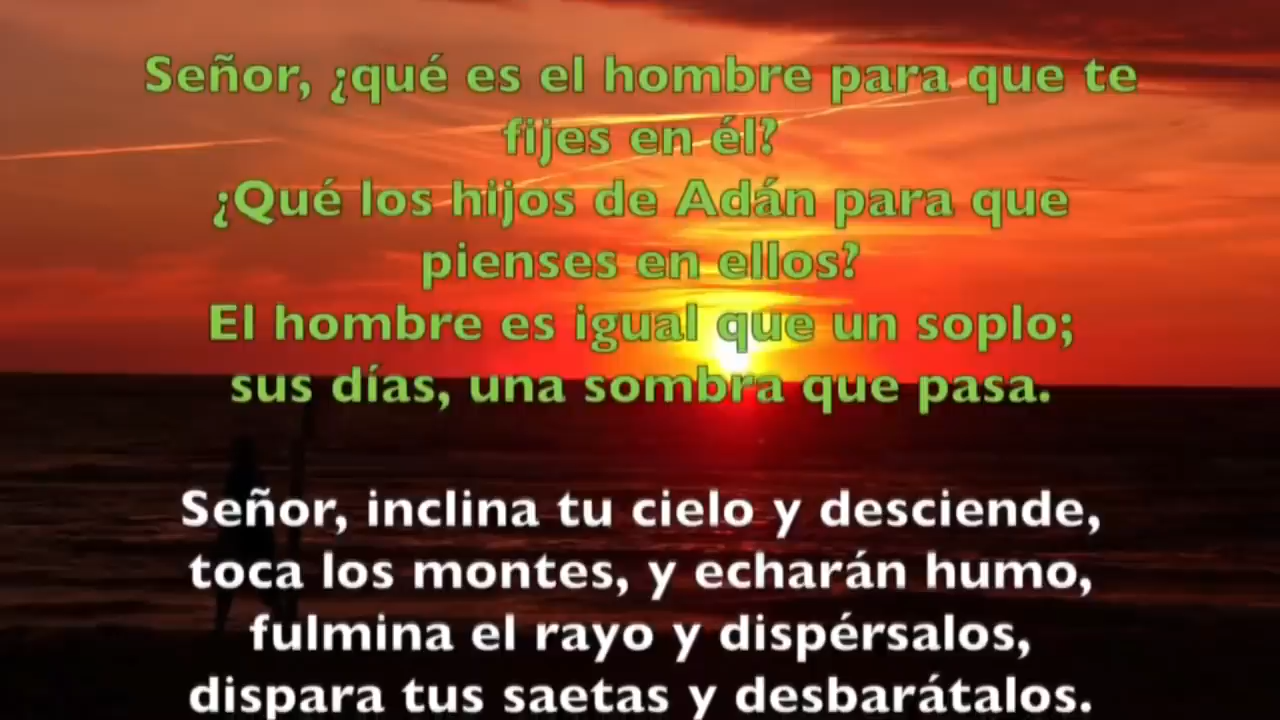 Señor, ¿qué es el hombre para que te
fijes en él?
¿Qué los hijos de Adán para que
pienses en ellos?
El hombre es igual que un soplo;
sus días, una sombra que pasa.
Señor, inclina tu cielo y desciende,
toca los montes, y echarán humo,
fulmina el rayo y dispérsalos,
dispara tus saetas y desbarátalos.